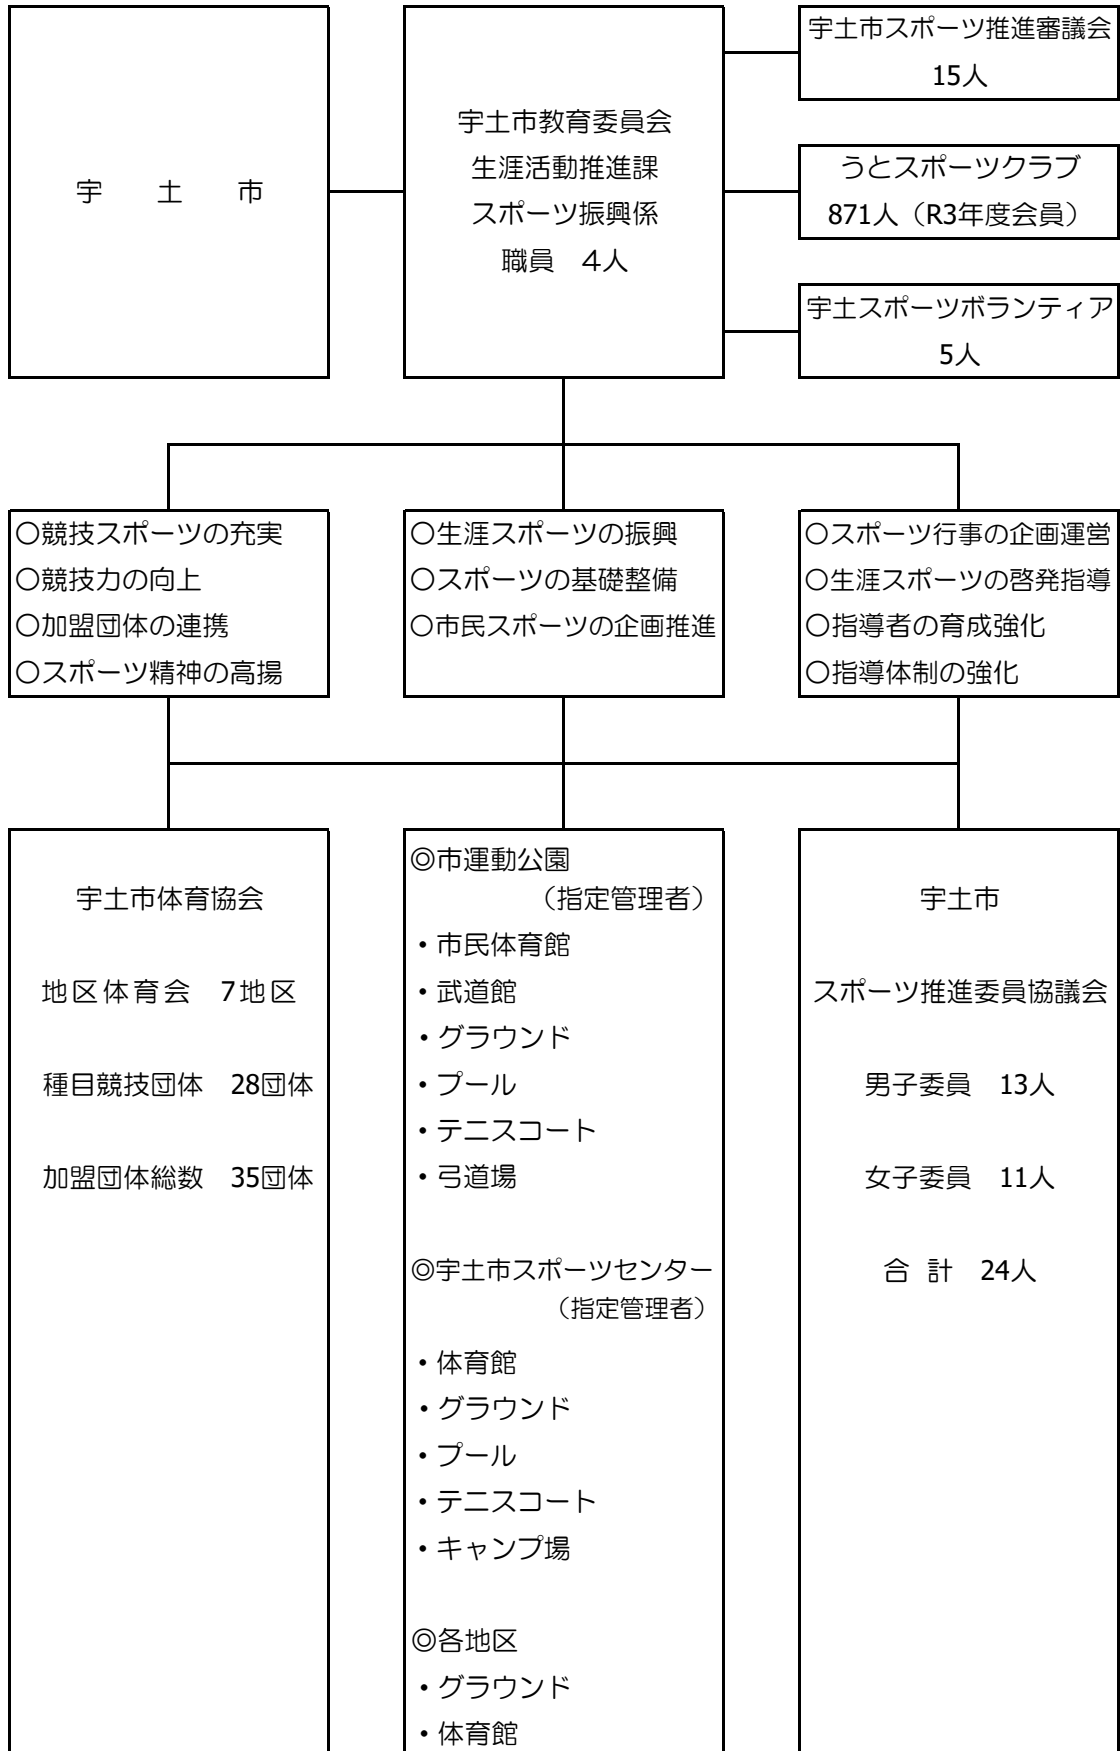 宇　土　市
宇土市教育委員会
生涯活動推進課
スポーツ振興係
職員　4人
宇土市スポーツ推進審議会
15人
うとスポーツクラブ
871人（R3年度会員）
宇土スポーツボランティア
5人
〇競技スポーツの充実
〇競技力の向上
〇加盟団体の連携
〇スポーツ精神の高揚
〇生涯スポーツの振興
〇スポーツの基礎整備
〇市民スポーツの企画推進
〇スポーツ行事の企画運営
〇生涯スポーツの啓発指導
〇指導者の育成強化
〇指導体制の強化
宇土市体育協会
地区体育会　7地区
種目競技団体　28団体
加盟団体総数　35団体
◎市運動公園
（指定管理者）
・市民体育館
・武道館
・グラウンド
・プール
・テニスコート
・弓道場
◎宇土市スポーツセンター
（指定管理者）
・体育館
・グラウンド
・プール
・テニスコート
・キャンプ場
◎各地区
・グラウンド
・体育館
宇土市
スポーツ推進委員協議会
男子委員　13人
女子委員　11人
合 計　24人